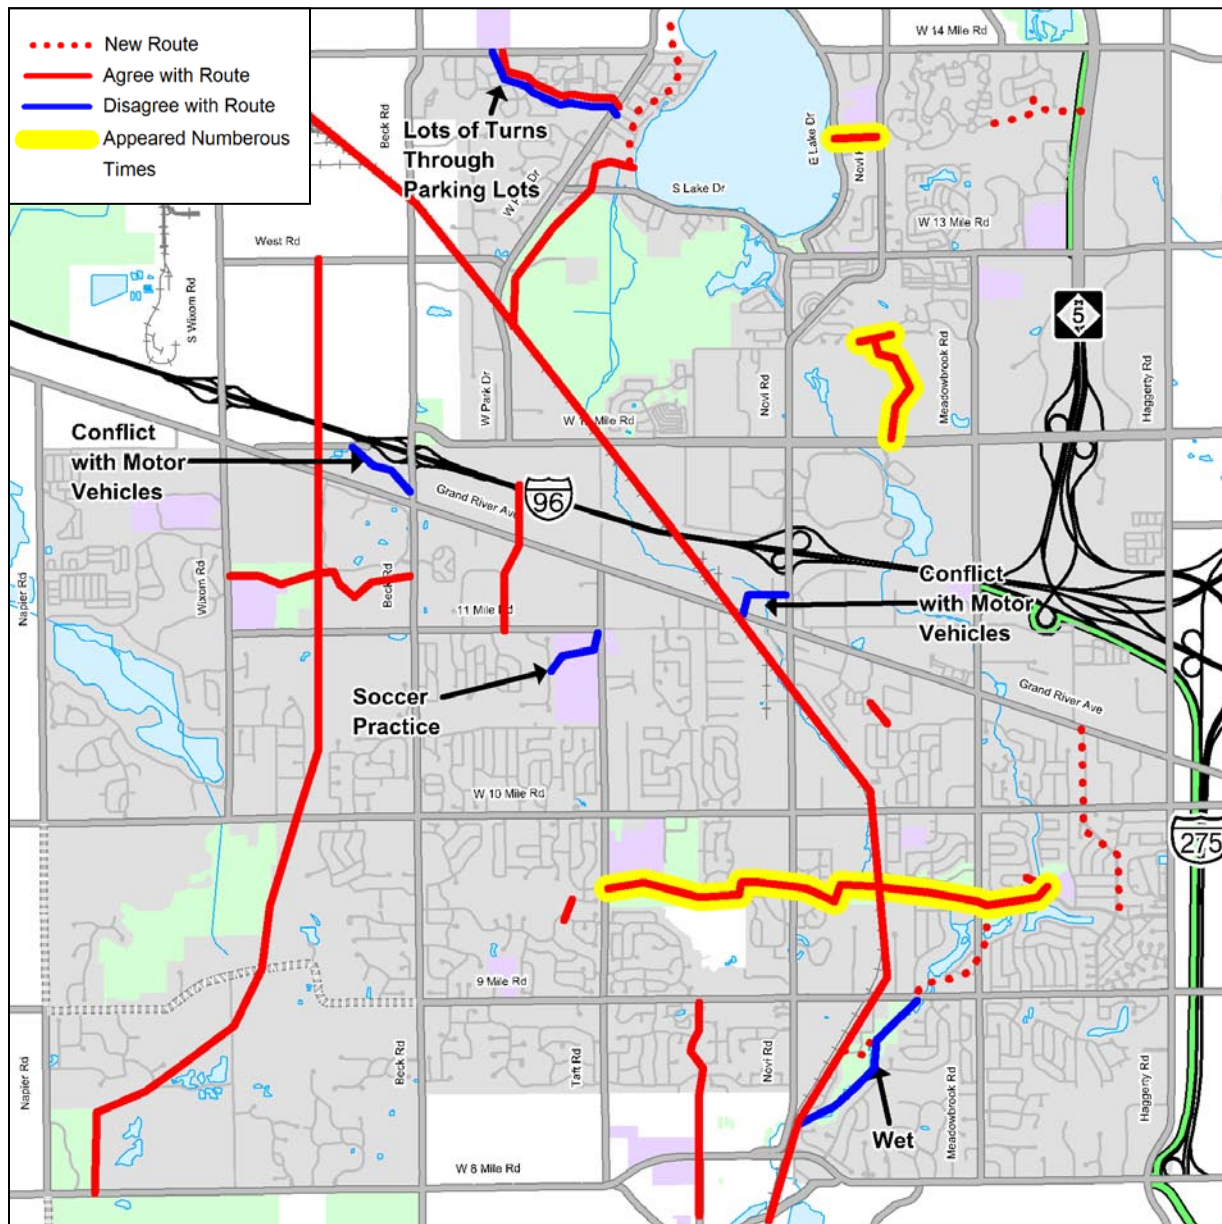 New Route
Agree with Route
Disagree with Route
Appeared Numberous
Times
W 14 Mile Rd
Beck Rd
Lots of Turns
Through
Parking Lots
E Lake Dr
S Lake Dr
W 13 Mile Rd
West Rd
S Wixom Rd
5
W Park Dr
Novi Rd
Meadowbrook Rd
Haggerty Rd
Conflict
with Motor
Vehicles
Grand River Ave
96
Napier Rd
Wixom Rd
Beck Rd
11 Mile Rd
Conflict
with Motor
Vehicles
Soccer
Practice
Grand River Ave
W 10 Mile Rd
275
9 Mile Rd
Napier Rd
Beck Rd
Taft Rd
Novi Rd
Meadowbrook Rd
Haggerty Rd
Wet
W 8 Mile Rd